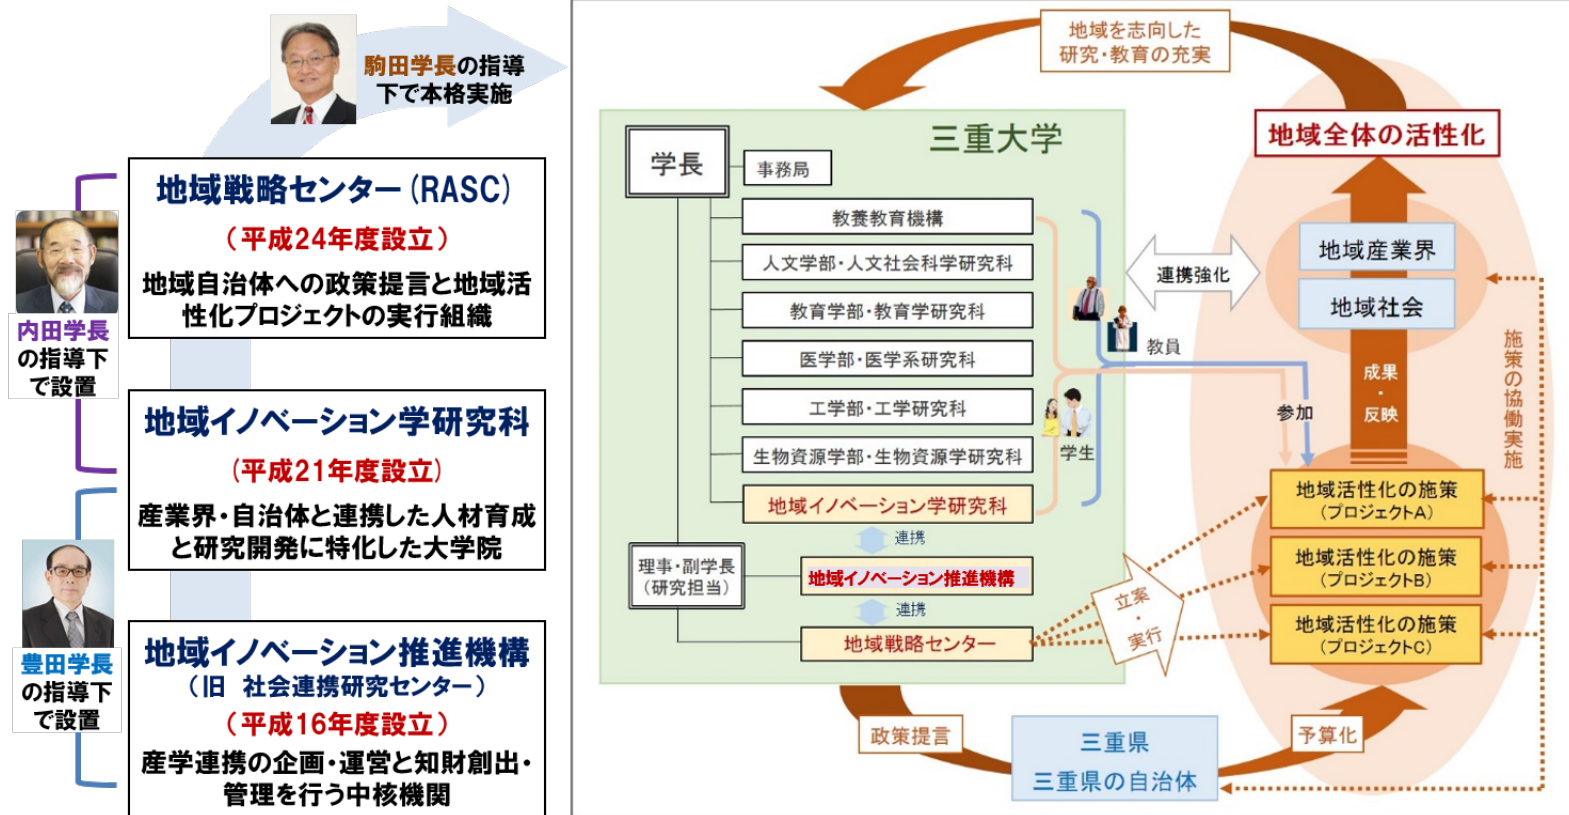 駒田学長の指導
下で本格実施
地域戦略センター(RASC)
（平成24年度設立）
地域自治体への政策提言と地域活
性化プロジェクトの実行組織
内田学長
の指導下
で設置
地域イノベーション学研究科
(平成21年度設立)
産業界・自治体と連携した人材育成
と研究開発に特化した大学院
豊田学長
の指導下
で設置
地域イノベーション推進機構
（旧　社会連携研究センター）
（平成16年度設立）
産学連携の企画・運営と知財創出・
管理を行う中核機関
地域を志向した
研究・教育の充実
三重大学
学長
事務局
教養教育機構
人文学部・人文社会科学研究科
教育学部・教育学研究科
医学部・医学系研究科
工学部・工学研究科
生物資源学部・生物資源学研究科
地域イノベーション学研究科
連携
理事・副学長
（研究担当）
地域イノベーション推進機構
連携
地域戦略センター
教員
学生
連携強化
参加
立案
・
実行
地域全体の活性化
地域産業界
地域社会
成果
・
反映
施策の協働実施
地域活性化の施策
（プロジェクトA）
地域活性化の施策
（プロジェクトB）
地域活性化の施策
（プロジェクトC）
政策提言
三重県
三重県の自治体
予算化